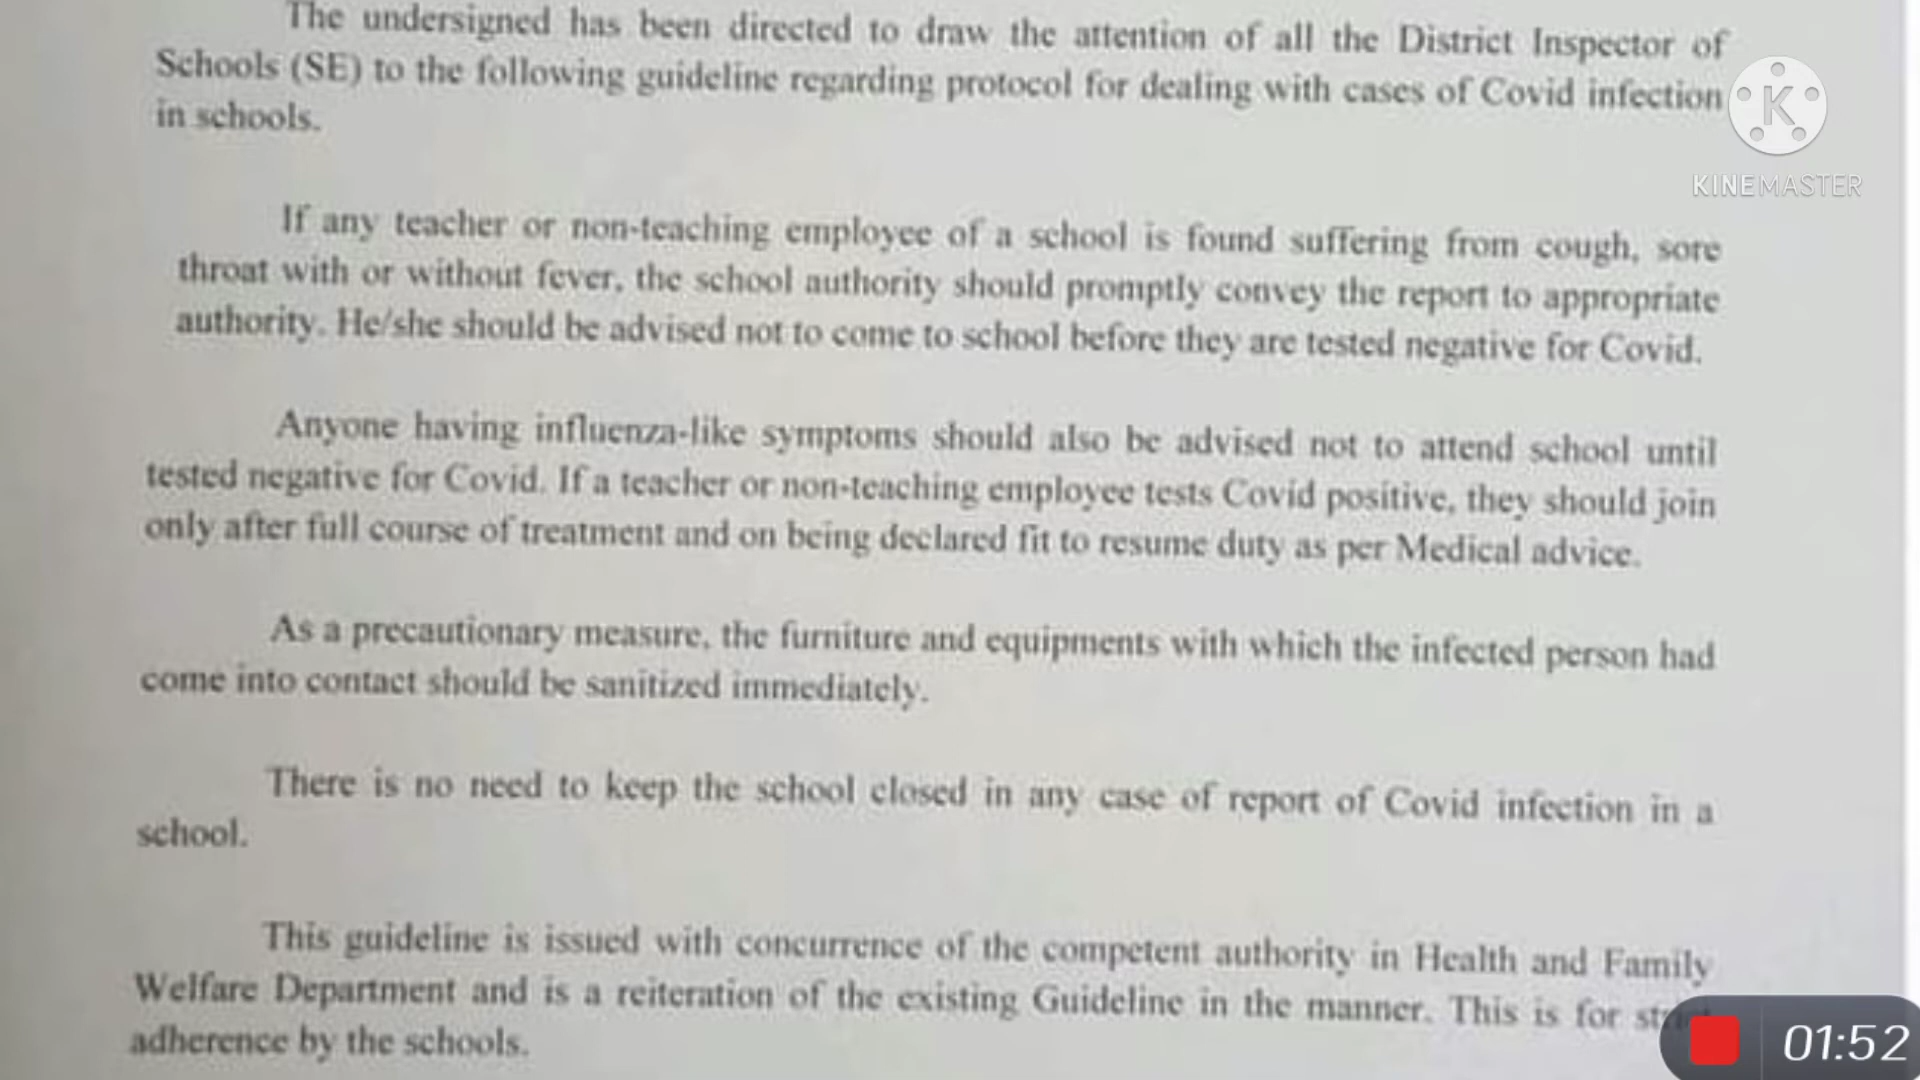 The undersigned has been directed to draw the attention of all the District Inspector of
Schools (SE) to the following guideline regarding protocol for dealing with cases of Covid infection
in schools.
KINEMASTER
If any teacher or non-teaching employee of a school is found suffering from cough, sore
throat with or without fever, the school authority should promptly convey the report to appropriate
authority. He/she should be advised not to come to school before they are tested negative for Covid.
Anyone having influenza-like symptoms should also be advised not to attend school until
tested negative for Covid. If a teacher or non-teaching employee tests Covid positive, they should join
only after full course of treatment and on being declared fit to resume duty as per Medical advice.
As a precautionary measure, the furniture and equipments with which the infected person had
come into contact should be sanitized immediately.
There is no need to keep the school closed in any case of report of Covid infection in a
school.
This guideline is issued with concurrence of the competent authority in Health and Family
Welfare Department and is a reiteration of the existing Guideline in the manner. This is for strict
adherence by the schools.
01:52